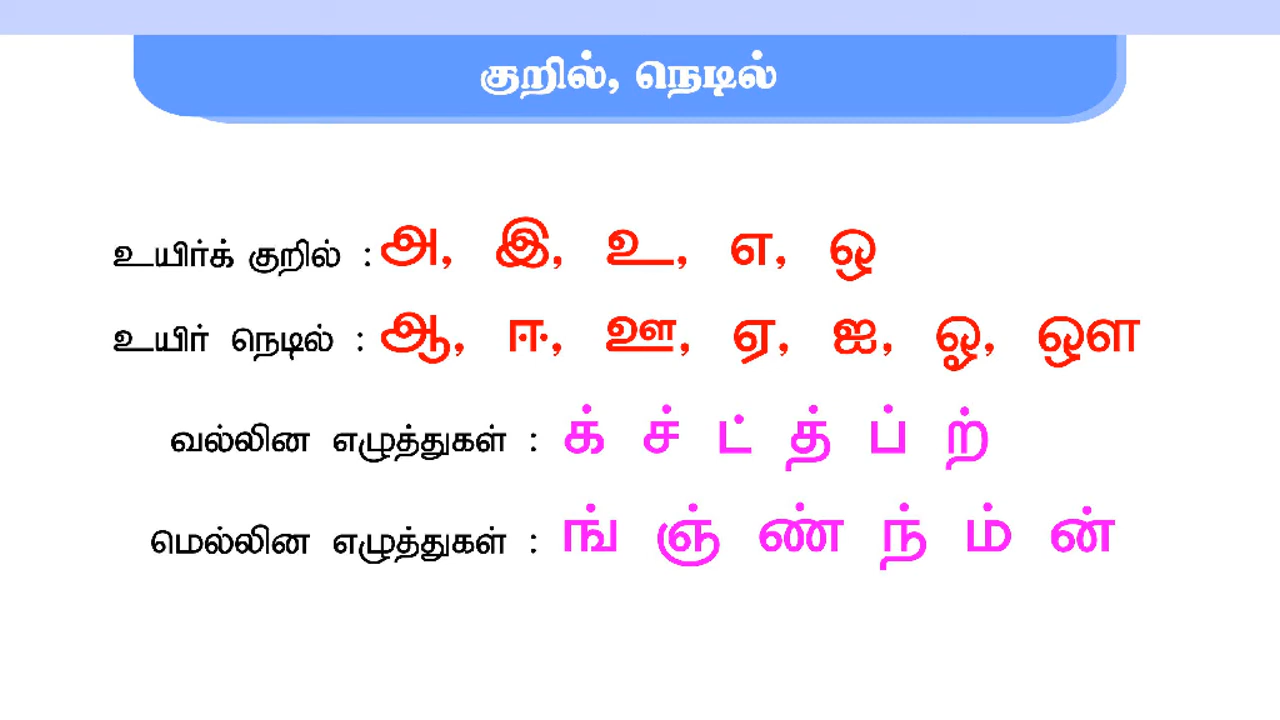 குறில், நெடில்
உயிர்க் குறில் : அ, இ, உ, எ, ஒ
உயிர் நெடில் : ஆ, ஈ, ஊ, ஏ, ஐ, ஓ, ஔ
வல்லின எழுத்துகள் : க் ச் ட் த் ப் ற்
மெல்லின எழுத்துகள் : ங் ஞ் ண் ந் ம் ன்